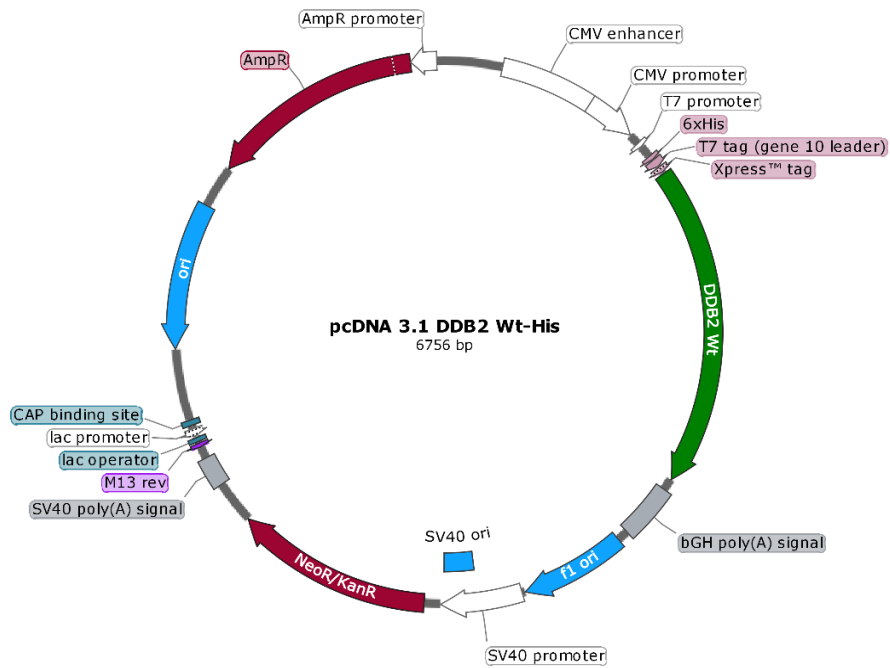 AmpR promoter
CMV enhancer
AmpR
CMV promoter
T7 promoter
6xHis
T7 tag (gene 10 leader)
Xpress™ tag
ori
DDB2 Wt
pcDNA 3.1 DDB2 Wt-His
6756 bp
CAP binding site
lac promoter
lac operator
M13 rev
SV40 poly(A) signal
SV40 ori
bGH poly(A) signal
f1 ori
NeoR/KanR
SV40 promoter